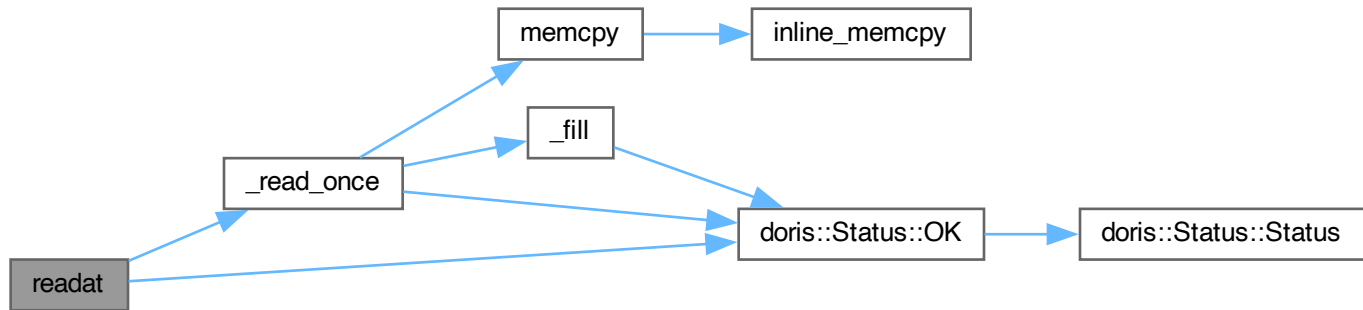 memcpy
inline_memcpy
_fill
_read_once
doris::Status::OK
doris::Status::Status
readat